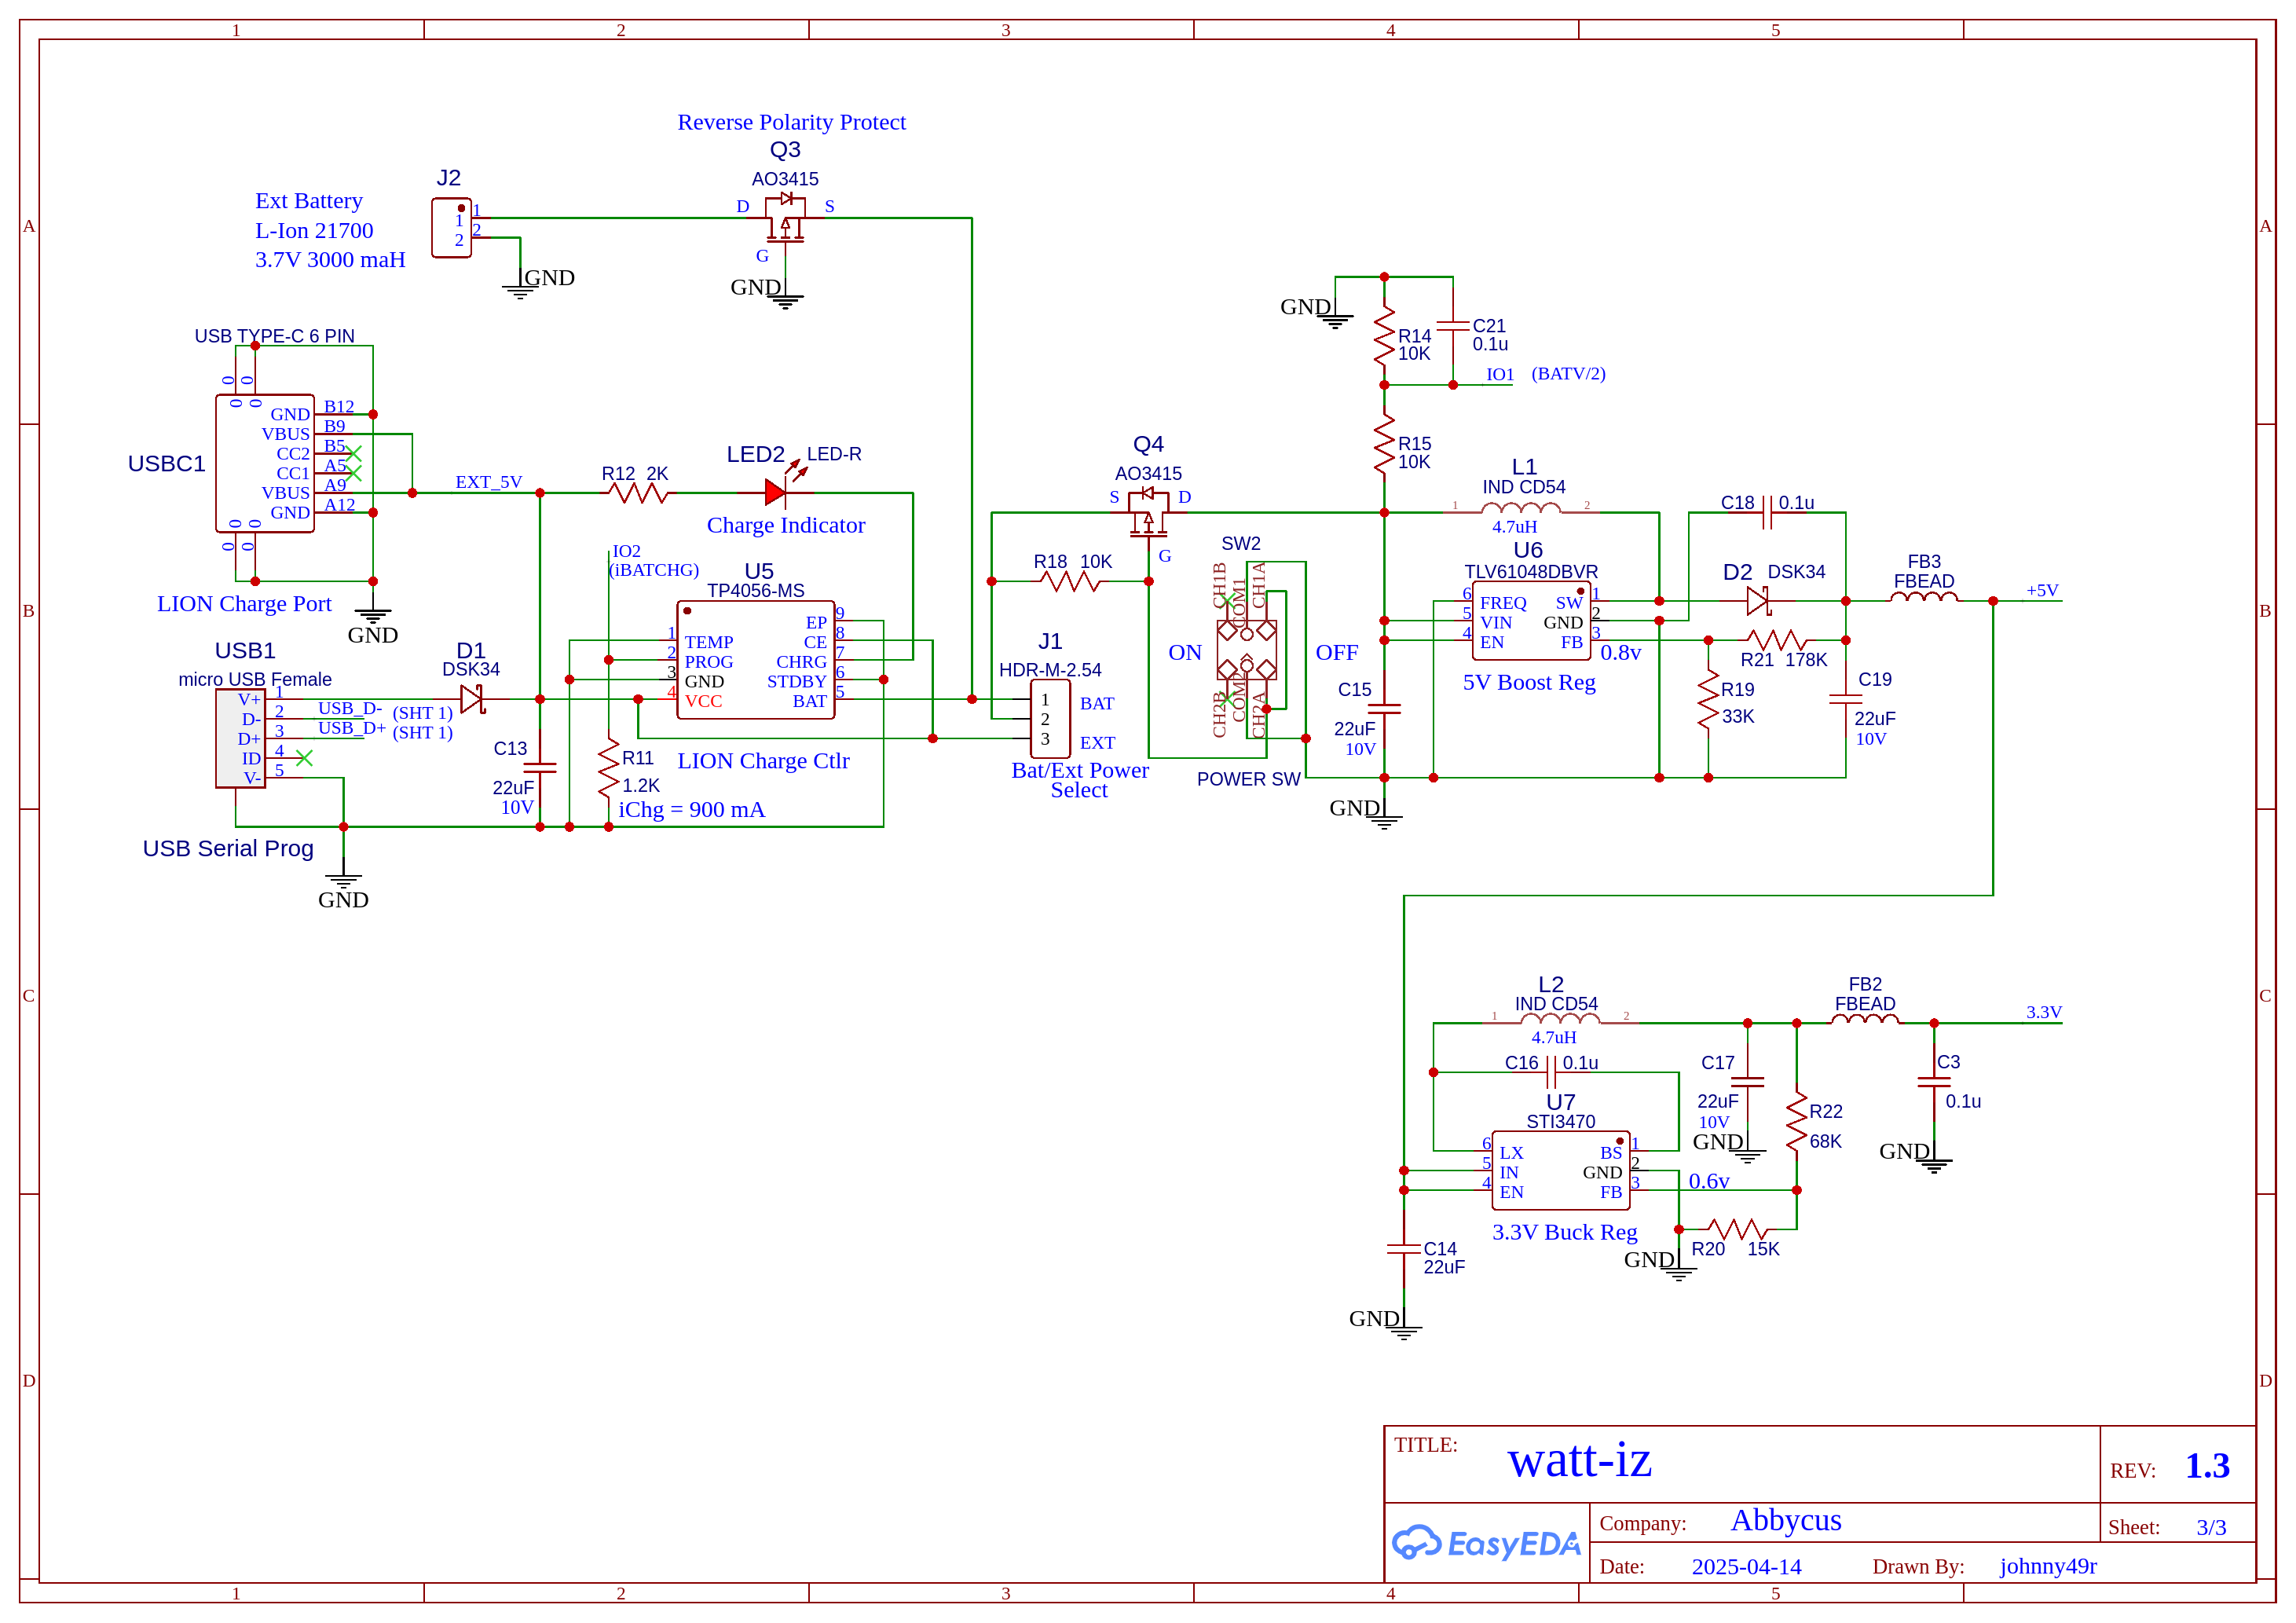 1 2 3 4 5
A A
B B
C C
D D
Reverse Polarity Protect
Q3
AO3415
D S
G
GND
J2
1
2
1
2
GND
Ext Battery
L-Ion 21700
3.7V 3000 maH
USB TYPE-C 6 PIN
0 0
0 0
USBC1
GND B12
VBUS B9
CC2 B5
CC1 A5
VBUS A9
GND A12
0 0
0 0
LION Charge Port
GND
EXT_5V
R12 2K
LED2 LED-R
Charge Indicator
IO2
(iBATCHG)
U5
TP4056-MS
1 TEMP
2 PROG
3 GND
4 VCC
EP 9
CE 8
CHRG 7
STDBY 6
BAT 5
LION Charge Ctlr
USB1
micro USB Female
V+ 1
D- 2
D+ 3
ID 4
V- 5
USB_D- (SHT 1)
USB_D+ (SHT 1)
D1
DSK34
C13
22uF
10V
R11
1.2K
iChg = 900 mA
USB Serial Prog
GND
J1
HDR-M-2.54
1 BAT
2
3 EXT
Bat/Ext Power
Select
Q4
AO3415
S D
G
R18 10K
SW2
CH1B
COM1
CH1A
ON OFF
CH2B
COM2
CH2A
POWER SW
GND
R14
10K
C21
0.1u
IO1 (BATV/2)
R15
10K
L1
IND CD54
1 2
4.7uH
U6
TLV61048DBVR
6 FREQ
5 VIN
4 EN
SW 1
GND 2
FB 3
0.8v
5V Boost Reg
C15
22uF
10V
GND
C18 0.1u
D2 DSK34
R21 178K
R19
33K
C19
22uF
10V
FB3
FBEAD
+5V
L2
IND CD54
1 2
4.7uH
C16 0.1u
U7
STI3470
6 LX
5 IN
4 EN
BS 1
GND 2
FB 3
0.6v
3.3V Buck Reg
C17
22uF
10V
GND
R22
68K
FB2
FBEAD
3.3V
C3
0.1u
GND
R20 15K
GND
C14
22uF
GND
TITLE: watt-iz
REV: 1.3
EasyEDA
Company: Abbycus
Sheet: 3/3
Date: 2025-04-14
Drawn By: johnny49r
1 2 3 4 5